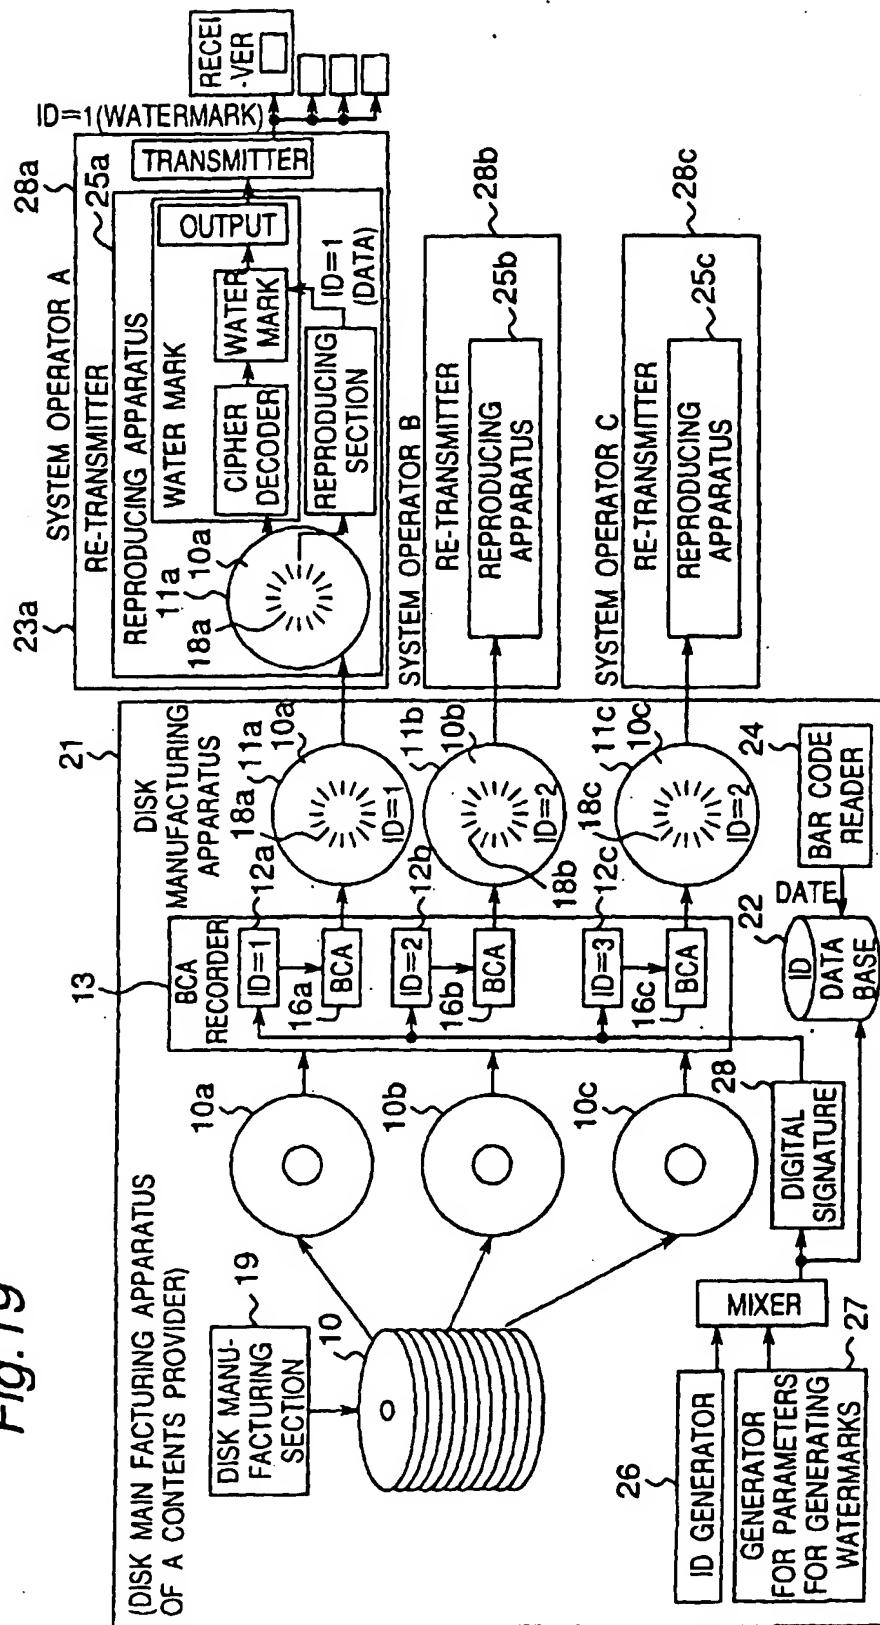 Fig.19
(DISK MAIN FACTURING APPARATUS
OF A CONTENTS PROVIDER)
21
DISK
MANUFACTURING
APPARATUS
DISK MANU-
FACTURING
SECTION
19
10
10a
10b
10c
13
BCA
RECORDER
ID=1
12a
16a
BCA
ID=2
12b
16b
BCA
ID=3
12c
16c
BCA
18a
11a
10a
ID=1
11b
10b
ID=2
18b
18c
11c
10c
ID=2
26
ID GENERATOR
GENERATOR
FOR PARAMETERS
FOR GENERATING
WATERMARKS
27
MIXER
DIGITAL
SIGNATURE
28
22
ID
DATA
BASE
DATE
BAR CODE
READER
24
23a
SYSTEM OPERATOR A
28a
RE-TRANSMITTER
25a
REPRODUCING APPARATUS
WATER MARK
18a
11a
10a
CIPHER
DECODER
WATER
MARK
OUTPUT
REPRODUCING
SECTION
ID=1
(DATA)
TRANSMITTER
ID=1(WATERMARK)
RECEI
-VER
SYSTEM OPERATOR B
28b
RE-TRANSMITTER
REPRODUCING
APPARATUS
25b
SYSTEM OPERATOR C
28c
RE-TRANSMITTER
REPRODUCING
APPARATUS
25c